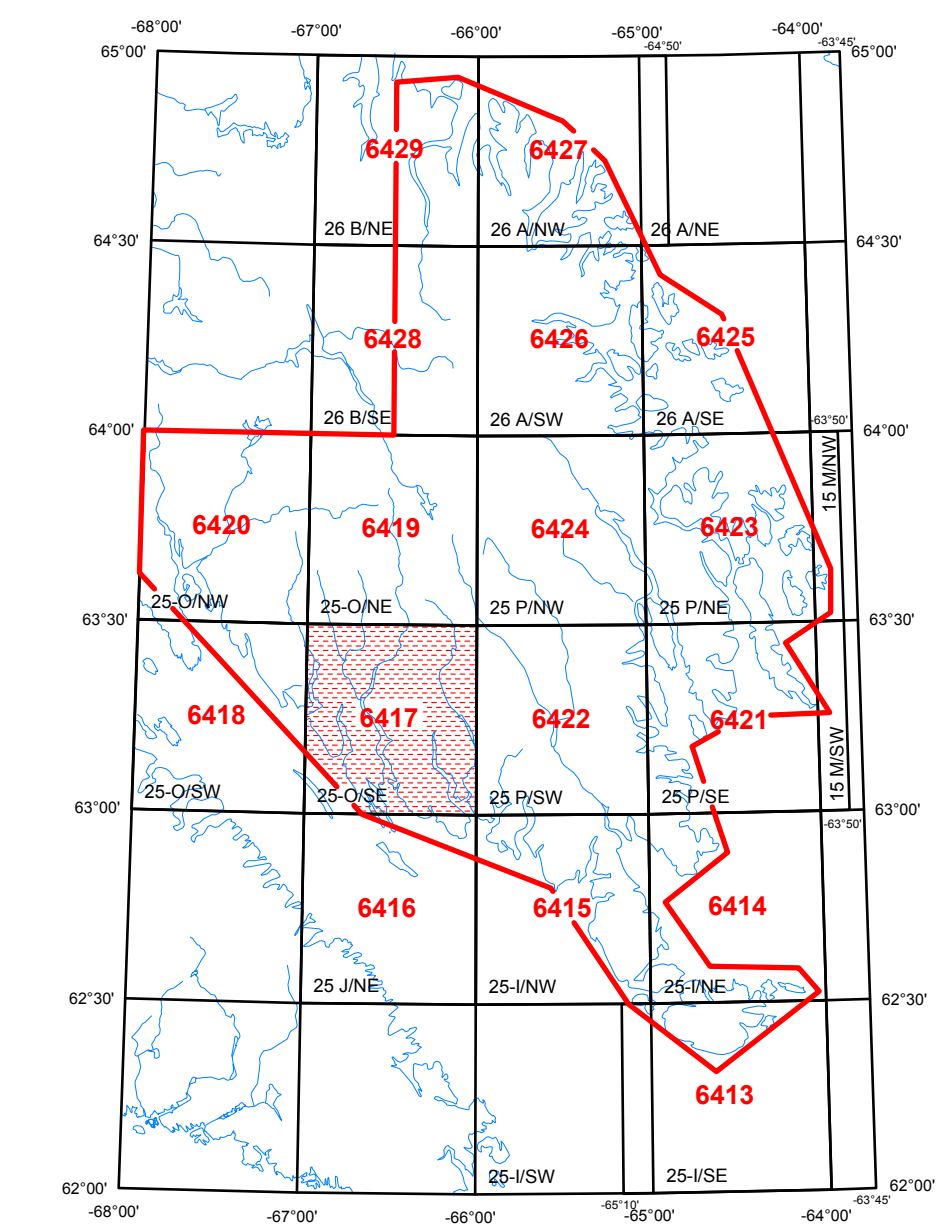 -68°00'
-67°00'
-66°00'
-65°00'
-64°00'
-64°50'
-63°45'
65°00'
65°00'
6429
6427
26 B/NE
26 A/NW
26 A/NE
64°30'
64°30'
6428
6426
6425
26 B/SE
26 A/SW
26 A/SE
-63°50'
64°00'
64°00'
15 M/NW
6420
6419
6424
6423
25-O/NW
25-O/NE
25 P/NW
25 P/NE
63°30'
63°30'
6418
6417
6422
6421
15 M/SW
25-O/SW
25-O/SE
25 P/SW
25 P/SE
63°00'
63°00'
-63°50'
6416
6415
6414
25 J/NE
25-I/NW
25-I/NE
62°30'
62°30'
6413
25-I/SW
25-I/SE
62°00'
62°00'
-65°10'
-63°45'
-68°00'
-67°00'
-66°00'
-65°00'
-64°00'